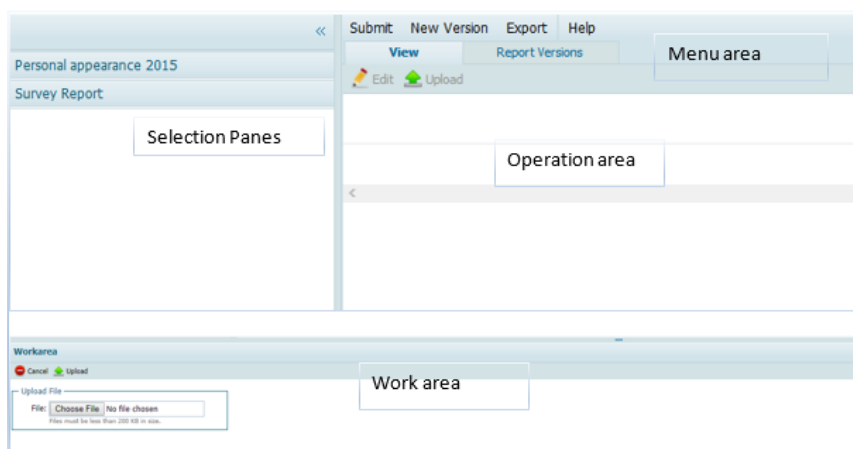 «
Submit New Version Export Help
View Report Versions
Menu area
Personal appearance 2015
Edit Upload
Survey Report
Selection Panes
Operation area
<
Workarea
Cancel Upload
Work area
Upload File
File: Choose File No file chosen
Files must be less than 200 KB in size.